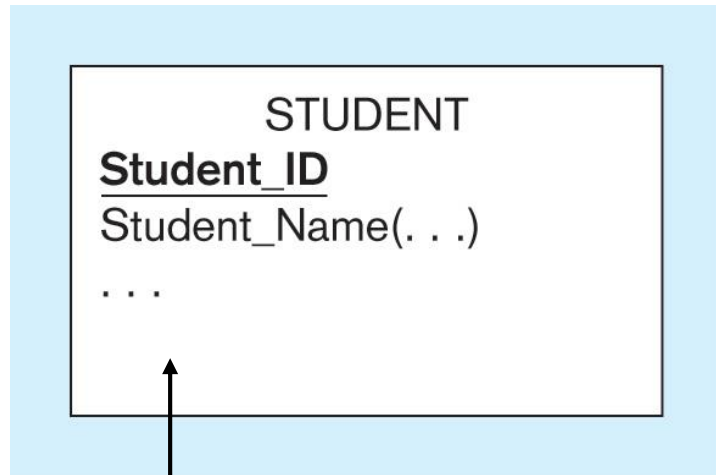 STUDENT
Student_ID
Student_Name(. . .)
. . .